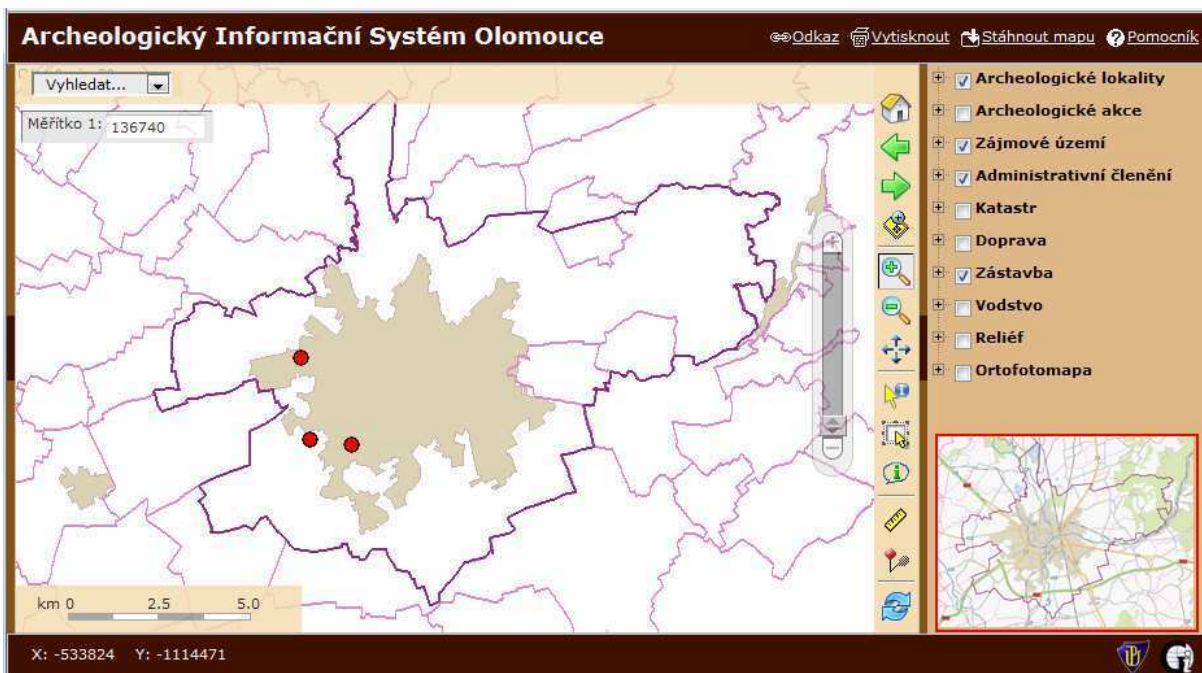 Archeologický Informační Systém Olomouce
Odkaz Vytisknout Stáhnout mapu Pomocník
Vyhledat...
Měřítko 1: 136740
Archeologické lokality
Archeologické akce
Zájmové území
Administrativní členění
Katastr
Doprava
Zástavba
Vodstvo
Reliéf
Ortofotomapa
km 0 2.5 5.0
X: -533824 Y: -1114471